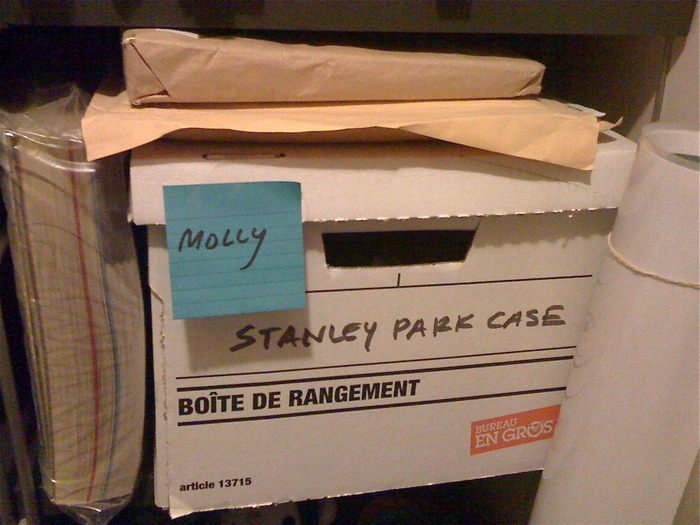 MOLLY
STANLEY PARK CASE
BOÎTE DE RANGEMENT
BUREAU
EN GROS
article 13715